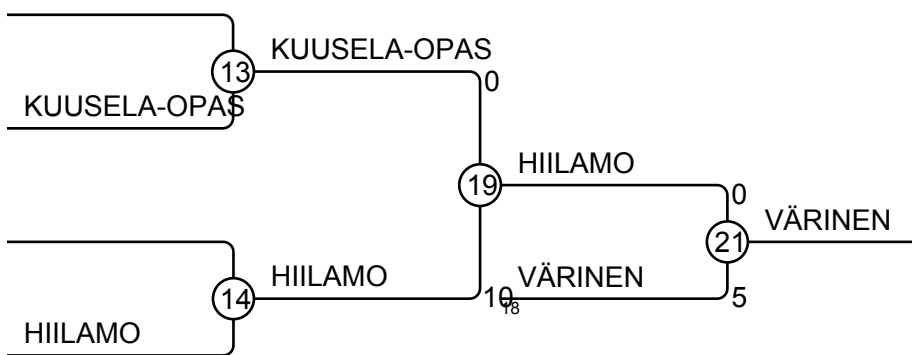 KUUSELA-OPAS
13
0
KUUSELA-OPAS
HIILAMO
19
0
VÄRINEN
21
HIILAMO
VÄRINEN
14
10
18
5
HIILAMO